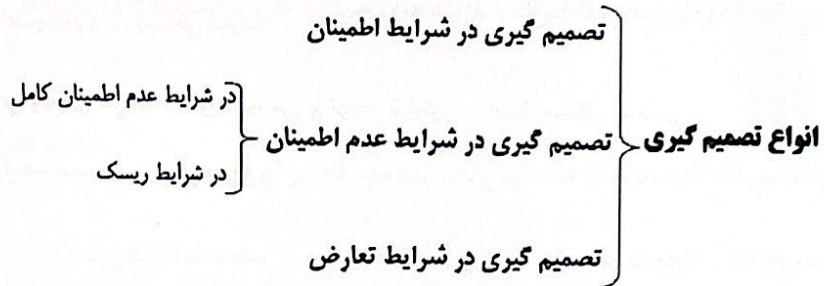 تصمیم گیری در شرایط اطمینان
در شرایط عدم اطمینان کامل
انواع تصمیم گیری
تصمیم گیری در شرایط عدم اطمینان
در شرایط ریسک
تصمیم گیری در شرایط تعارض